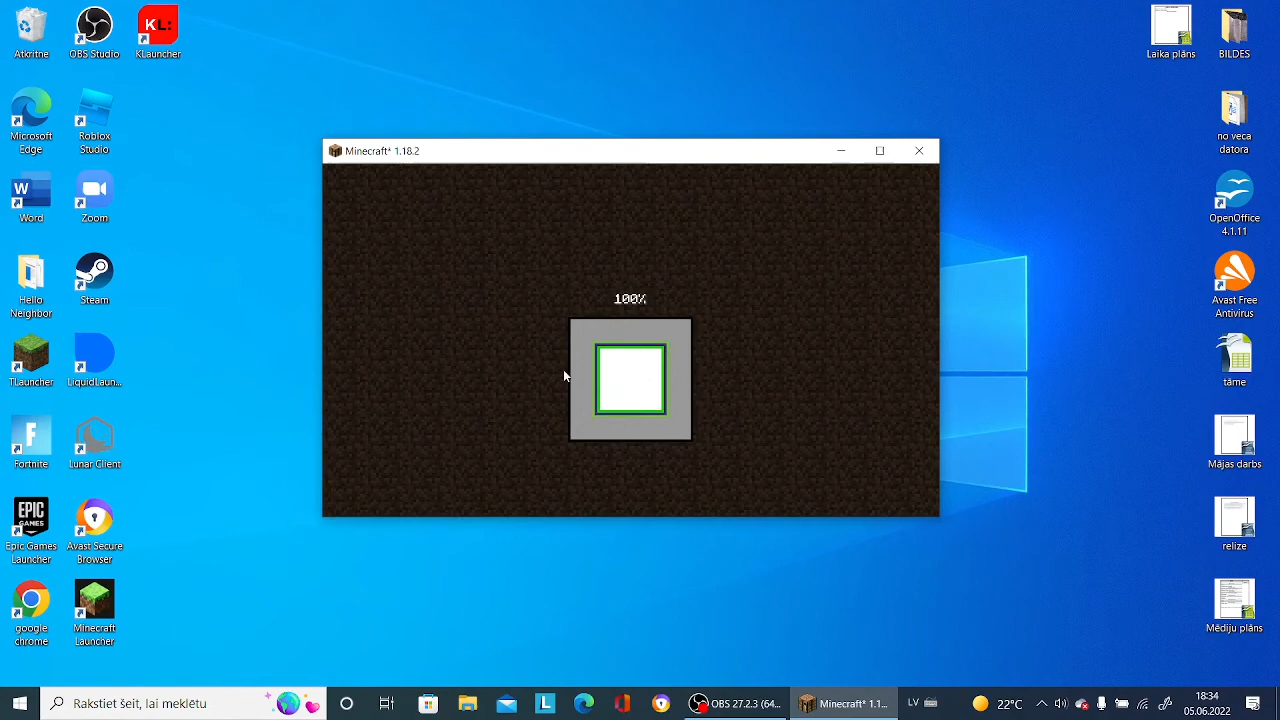 Atkritne
OBS Studio
KLauncher
KL:
Laika plāns
BILDES
Microsoft
Edge
Roblox
Studio
no veca
datora
Word
Zoom
OpenOffice
4.1.11
Hello
Neighbor
Steam
Avast Free
Antivirus
TLauncher
LiquidLaun...
tāme
Fortnite
Lunar Client
Mājas darbs
EPIC
GAMES
Epic Games
Launcher
Avast Secure
Browser
relize
google
chrome
Minecraft
Launcher
Mēdiju plāns
Minecraft* 1.18.2
100%
Rakstiet šeit, lai meklētu
OBS 27.2.3 (64...
Minecraft* 1.1...
LV
22°C
18:34
05.06.2022